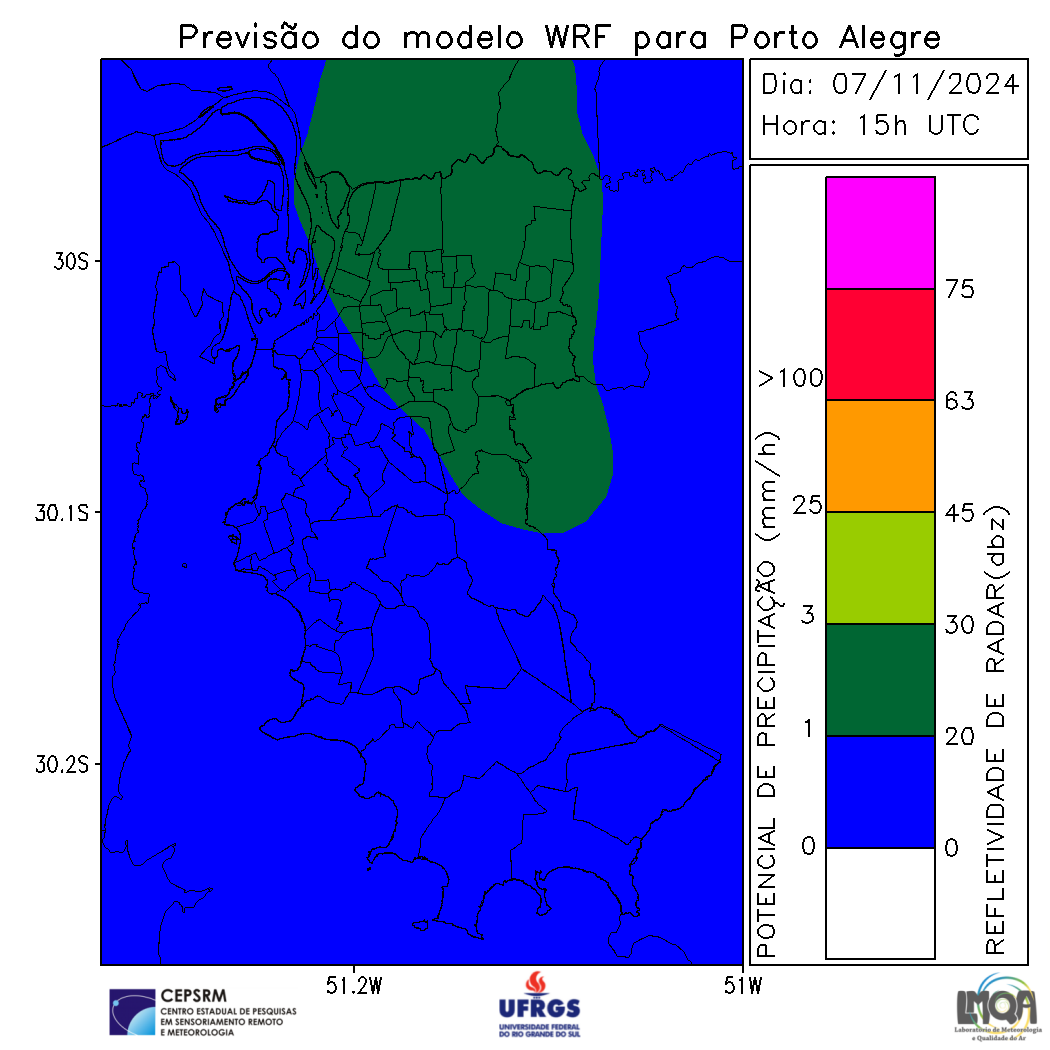 Previsão do modelo WRF para Porto Alegre
Dia: 07/11/2024
Hora: 15h UTC
30S
30.1S
30.2S
51.2W
51W
POTENCIAL DE PRECIPITAÇÃO (mm/h)
>100
25
3
1
0
75
63
45
30
20
0
REFLETIVIDADE DE RADAR(dbz)
CEPSRM
CENTRO ESTADUAL DE PESQUISAS
EM SENSORIAMENTO REMOTO
E METEOROLOGIA
UFRGS
UNIVERSIDADE FEDERAL
DO RIO GRANDE DO SUL
LMQA
Laboratório de Meteorologia
e Qualidade do Ar